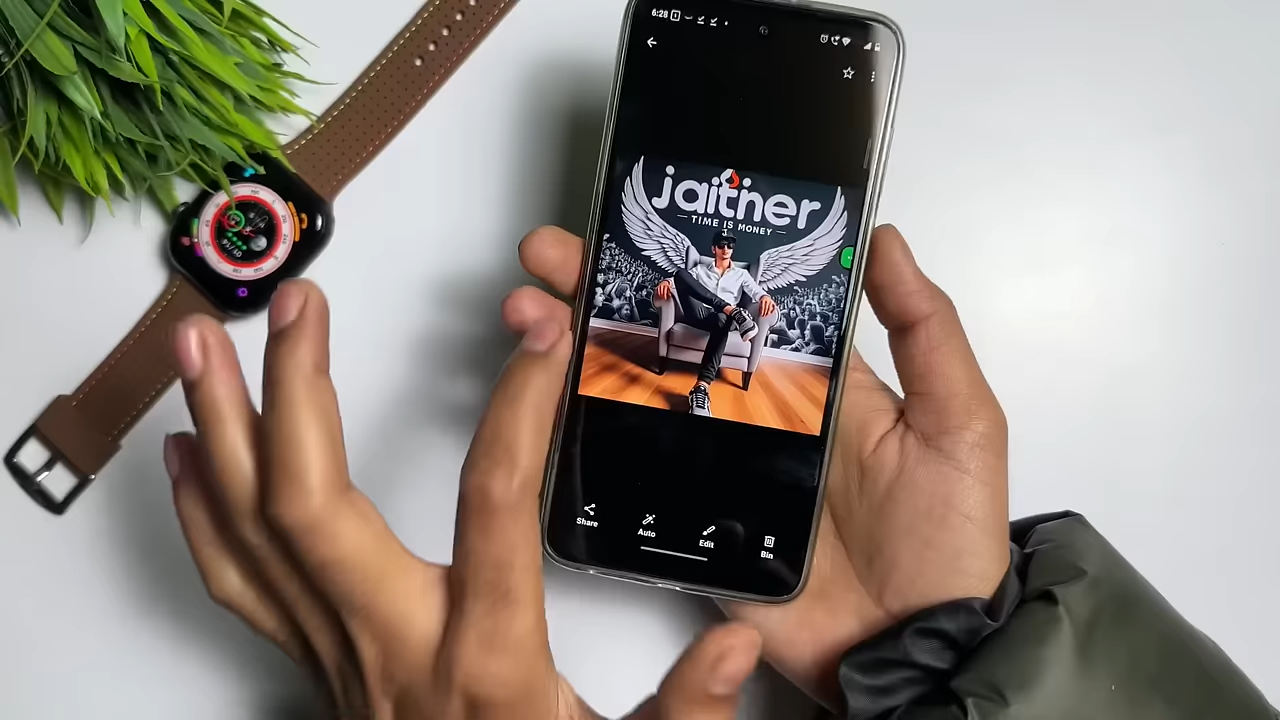 6:28
jaitner
— TIME IS MONEY —
Share
Auto
Edit
Bin